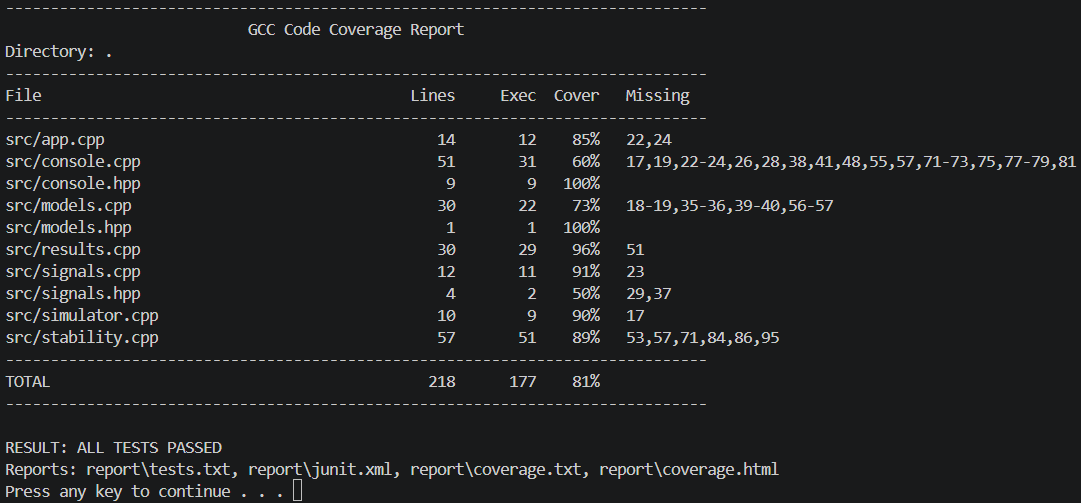 ------------------------------------------------------------------------------
GCC Code Coverage Report
Directory: .
------------------------------------------------------------------------------
File                                         Lines     Exec  Cover   Missing
------------------------------------------------------------------------------
src/app.cpp                                     14       12    85%   22,24
src/console.cpp                                 51       31    60%   17,19,22-24,26,28,38,41,48,55,57,71-73,75,77-79,81
src/console.hpp                                  9        9   100%
src/models.cpp                                  30       22    73%   18-19,35-36,39-40,56-57
src/models.hpp                                   1        1   100%
src/results.cpp                                 30       29    96%   51
src/signals.cpp                                 12       11    91%   23
src/signals.hpp                                  4        2    50%   29,37
src/simulator.cpp                               10        9    90%   17
src/stability.cpp                               57       51    89%   53,57,71,84,86,95
------------------------------------------------------------------------------
TOTAL                                          218      177    81%
------------------------------------------------------------------------------
RESULT: ALL TESTS PASSED
Reports: report\tests.txt, report\junit.xml, report\coverage.txt, report\coverage.html
Press any key to continue . . .